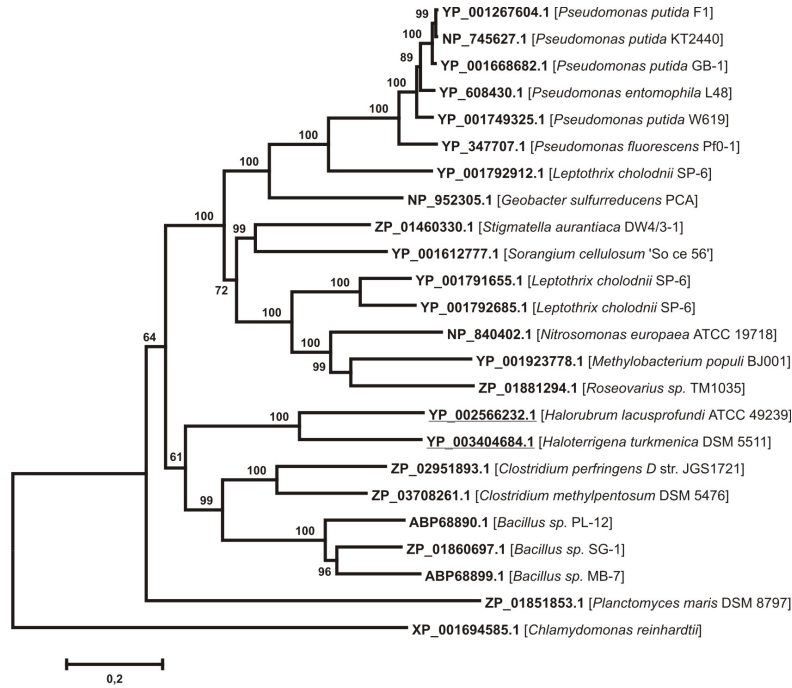 99
YP_001267604.1 [Pseudomonas putida F1]
100
NP_745627.1 [Pseudomonas putida KT2440]
89
YP_001668682.1 [Pseudomonas putida GB-1]
YP_608430.1 [Pseudomonas entomophila L48]
100
YP_001749325.1 [Pseudomonas putida W619]
100
YP_347707.1 [Pseudomonas fluorescens Pf0-1]
100
YP_001792912.1 [Leptothrix cholodnii SP-6]
NP_952305.1 [Geobacter sulfurreducens PCA]
100
99
ZP_01460330.1 [Stigmatella aurantiaca DW4/3-1]
YP_001612777.1 [Sorangium cellulosum 'So ce 56']
72
100
YP_001791655.1 [Leptothrix cholodnii SP-6]
YP_001792685.1 [Leptothrix cholodnii SP-6]
100
NP_840402.1 [Nitrosomonas europaea ATCC 19718]
64
100
YP_001923778.1 [Methylobacterium populi BJ001]
99
ZP_01881294.1 [Roseovarius sp. TM1035]
100
YP_002566232.1 [Halorubrum lacusprofundi ATCC 49239]
YP_003404684.1 [Haloterrigena turkmenica DSM 5511]
61
100
ZP_02951893.1 [Clostridium perfringens D str. JGS1721]
ZP_03708261.1 [Clostridium methylpentosum DSM 5476]
99
ABP68890.1 [Bacillus sp. PL-12]
100
ZP_01860697.1 [Bacillus sp. SG-1]
96
ABP68899.1 [Bacillus sp. MB-7]
ZP_01851853.1 [Planctomyces maris DSM 8797]
XP_001694585.1 [Chlamydomonas reinhardtii]
0,2